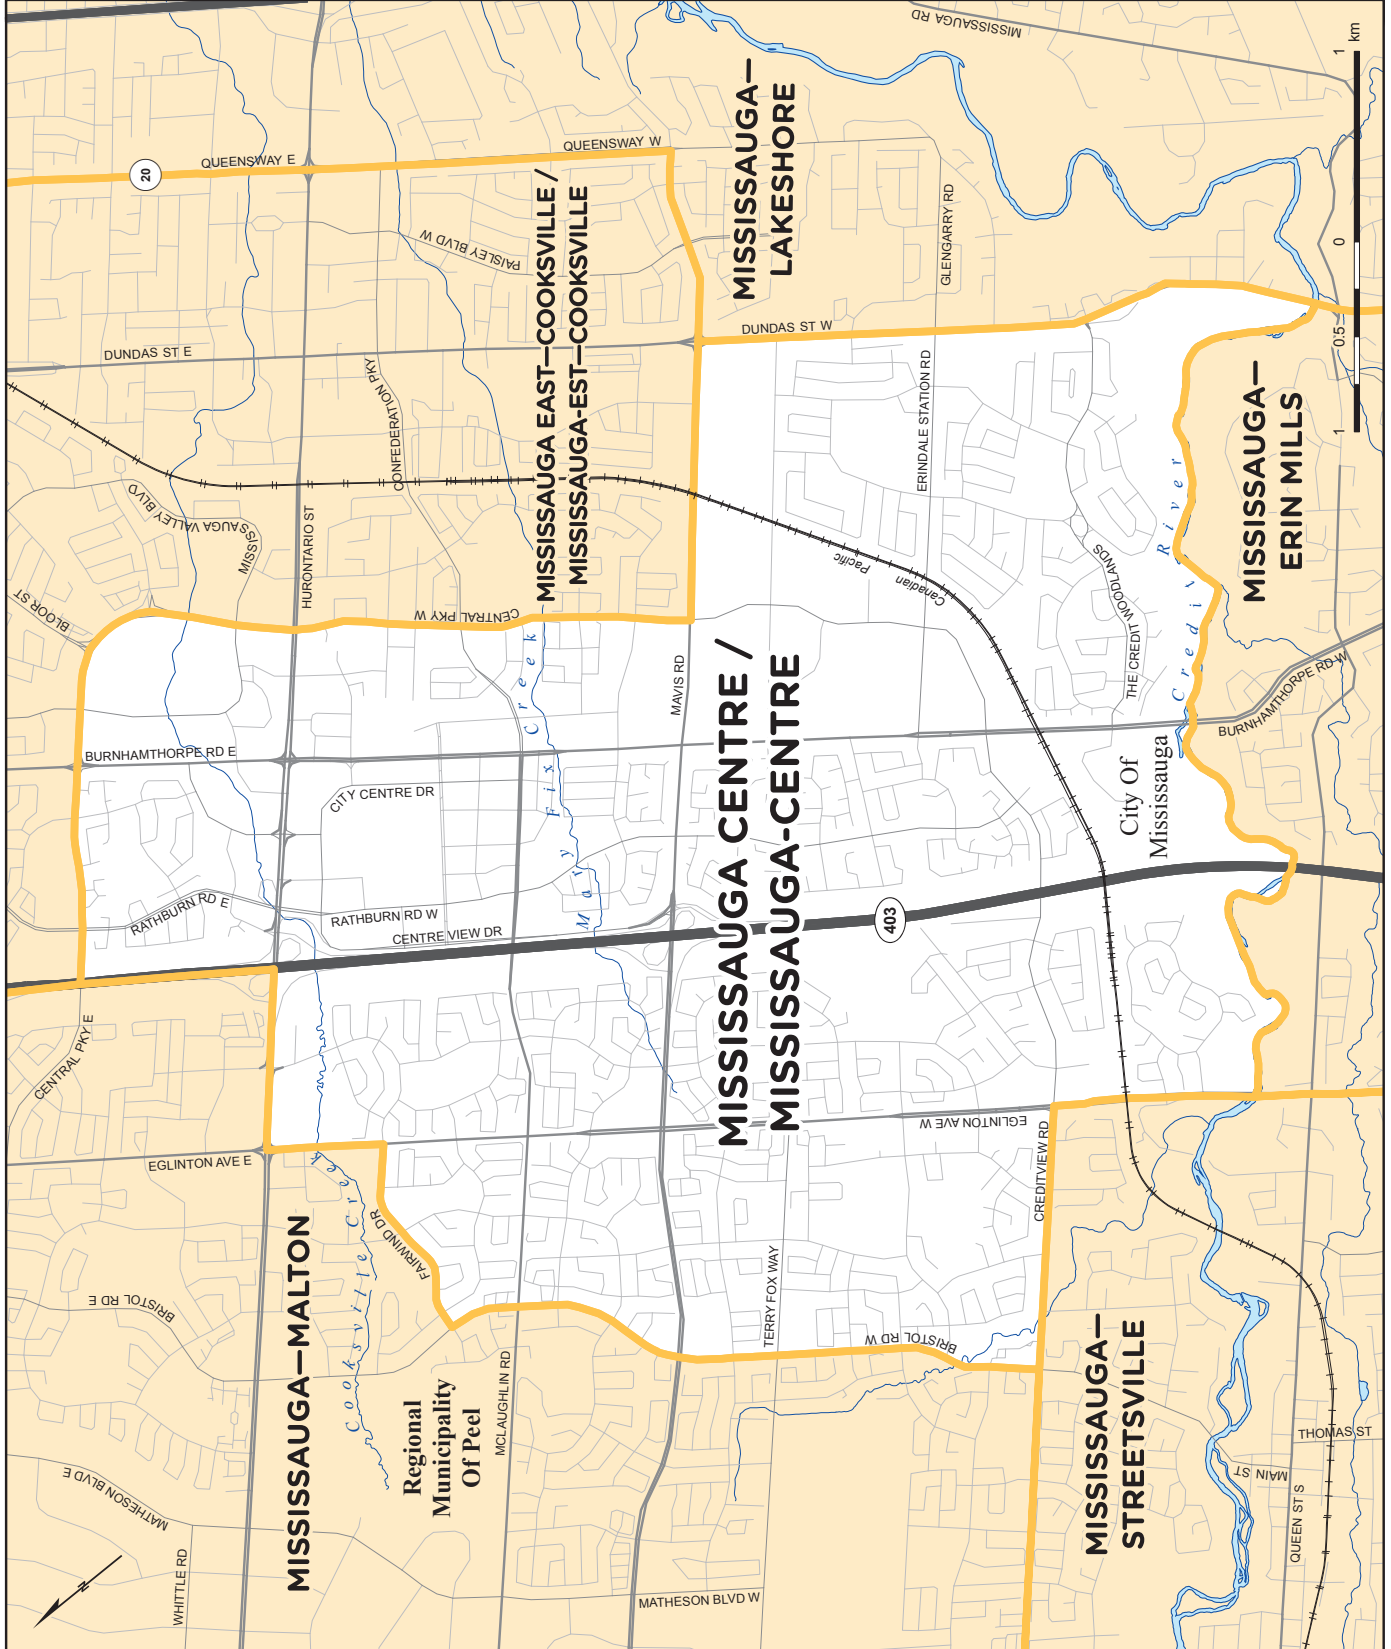 MISSISSAUGA RD
1
km
0
0.5
1
QUEENSWAY E
20
QUEENSWAY W
MISSISSAUGA—
LAKESHORE
PAISLEY BLVD W
GLENGARRY RD
MISSISSAUGA EAST—COOKSVILLE /
MISSISSAUGA-EST—COOKSVILLE
DUNDAS ST E
DUNDAS ST W
CONFEDERATION PKY
ERINDALE STATION RD
MISSISSAUGA—
ERIN MILLS
MISSISSAUGA VALLEY BLVD
HURONTARIO ST
BLOOR ST
CENTRAL PKY W
Canadian
Pacific
THE CREDIT WOODLANDS
Credit River
BURNHAMTHORPE RD W
BURNHAMTHORPE RD E
CITY CENTRE DR
Mary Fix Creek
MAVIS RD
MISSISSAUGA CENTRE /
MISSISSAUGA-CENTRE
City Of
Mississauga
RATHBURN RD E
RATHBURN RD W
CENTRE VIEW DR
403
CENTRAL PKY E
EGLINTON AVE E
EGLINTON AVE W
CREDITVIEW RD
FAIRWIND DR
Cooksville Creek
MISSISSAUGA—MALTON
BRISTOL RD E
TERRY FOX WAY
BRISTOL RD W
MCLAUGHLIN RD
Regional
Municipality
Of Peel
MISSISSAUGA—
STREETSVILLE
MATHESON BLVD E
WHITTLE RD
MATHESON BLVD W
THOMAS ST
MAIN ST
QUEEN ST S
N